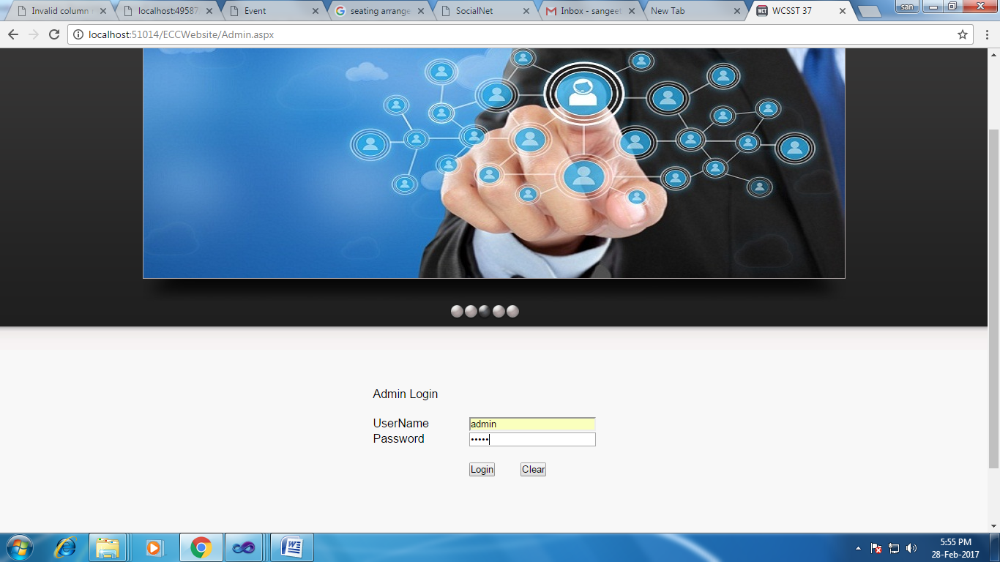 Invalid column
localhost:49587
Event
seating arrange
SocialNet
Inbox - sangeet
New Tab
WCT
WCSST 37
san
localhost:51014/ECCWebsite/Admin.aspx
Admin Login
UserName
admin
Password
•••••
Login
Clear
5:55 PM
28-Feb-2017